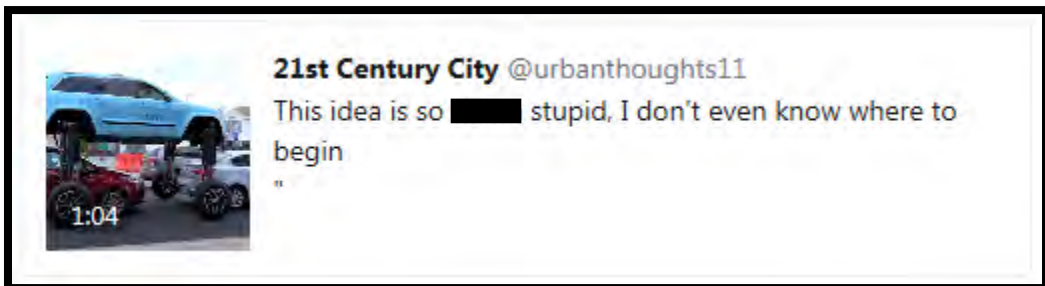 21st Century City @urbanthoughts11
This idea is so stupid, I don't even know where to
begin
"
1:04